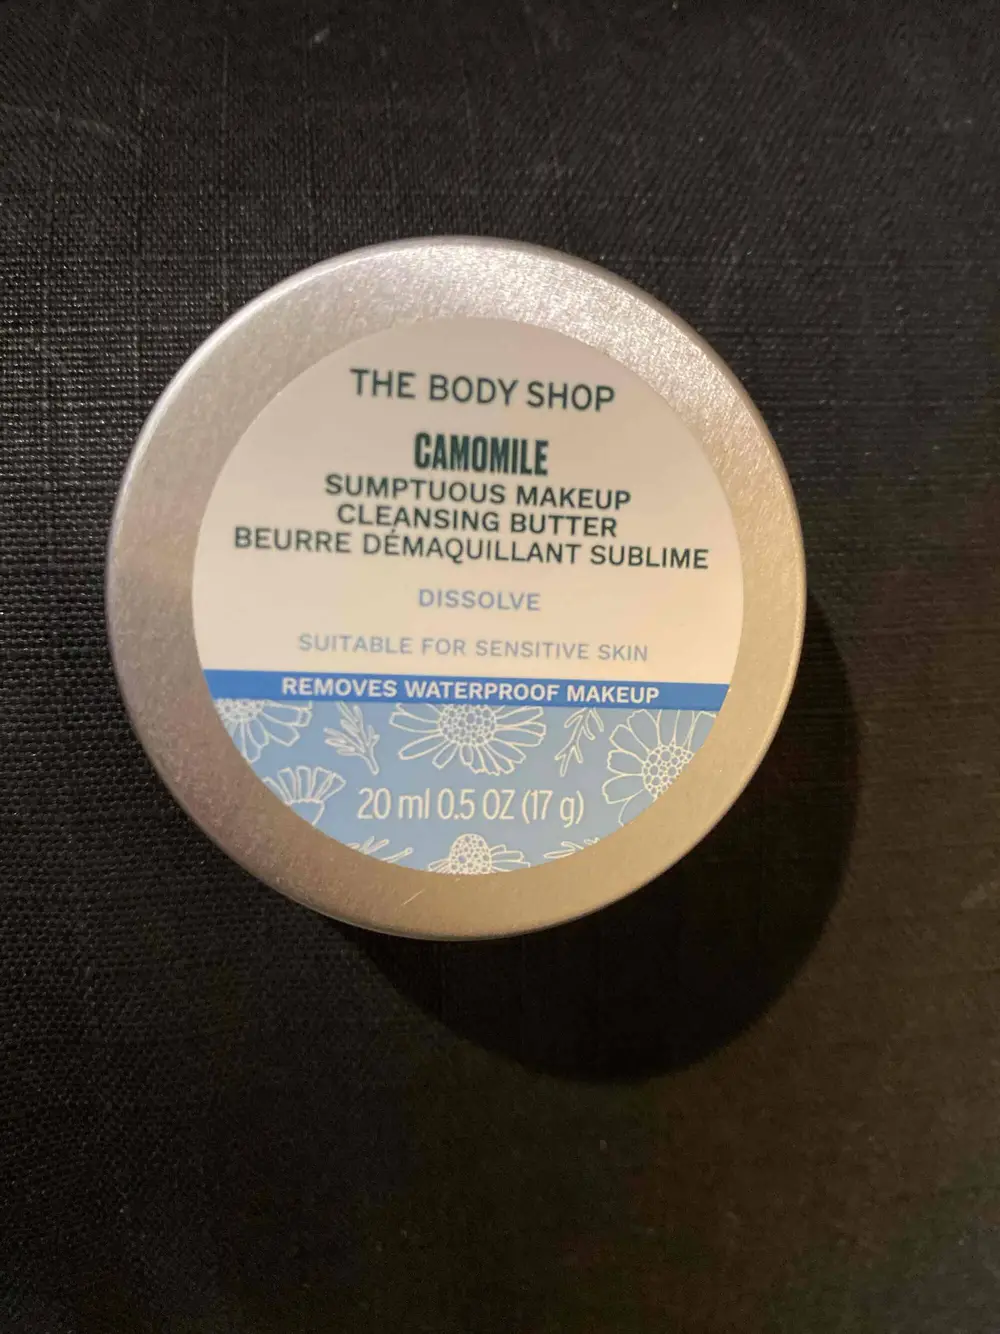 THE BODY SHOP
CAMOMILE
SUMPTUOUS MAKEUP
CLEANSING BUTTER
BEURRE DÉMAQUILLANT SUBLIME
DISSOLVE
SUITABLE FOR SENSITIVE SKIN
REMOVES WATERPROOF MAKEUP
20 ml 0.5 OZ (17 g)